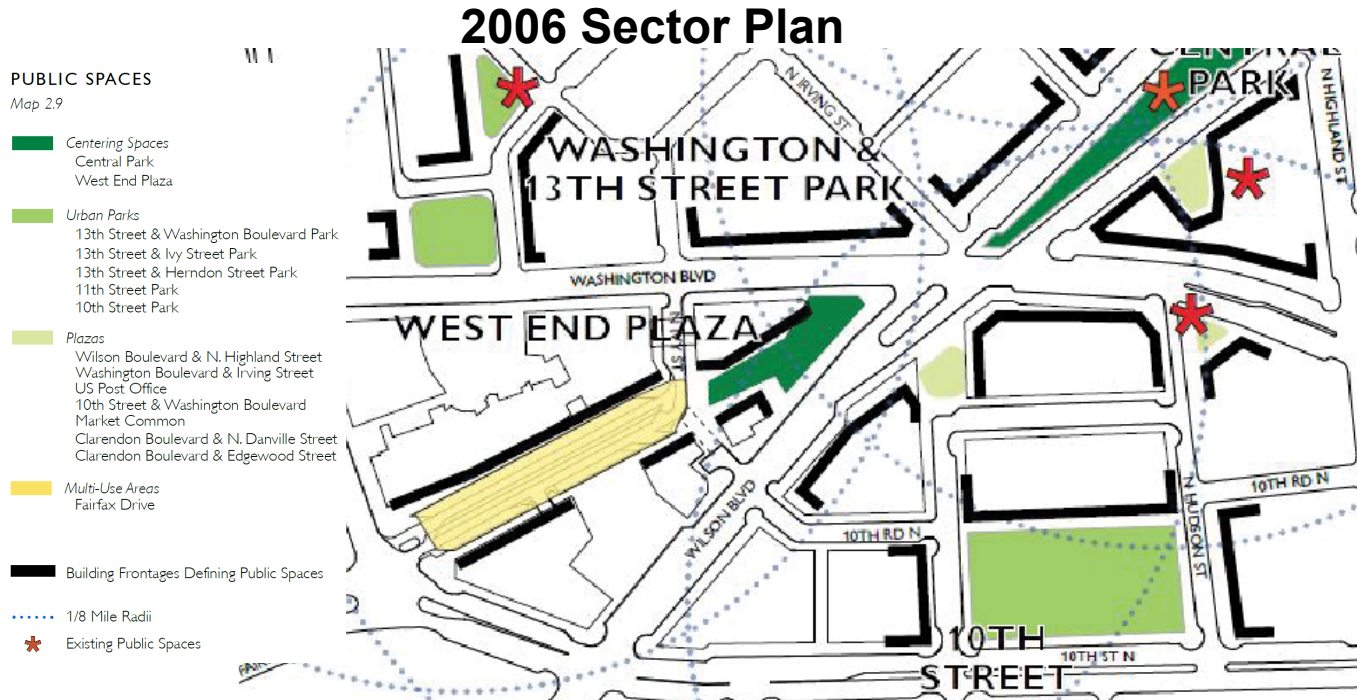 2006 Sector Plan
PUBLIC SPACES
Map 2.9
Centering Spaces
Central Park
West End Plaza
Urban Parks
13th Street & Washington Boulevard Park
13th Street & Ivy Street Park
13th Street & Herndon Street Park
11th Street Park
10th Street Park
Plazas
Wilson Boulevard & N. Highland Street
Washington Boulevard & Irving Street
US Post Office
10th Street & Washington Boulevard
Market Common
Clarendon Boulevard & N. Danville Street
Clarendon Boulevard & Edgewood Street
Multi-Use Areas
Fairfax Drive
Building Frontages Defining Public Spaces
1/8 Mile Radii
Existing Public Spaces
CENTRAL
PARK
N HIGHLAND ST
N IRVING ST
WASHINGTON &
13TH STREET PARK
WASHINGTON BLVD
WEST END PLAZA
WILSON BLVD
10TH RD N
10TH RD N
N HUDSON ST
10TH
STREET
10TH ST N